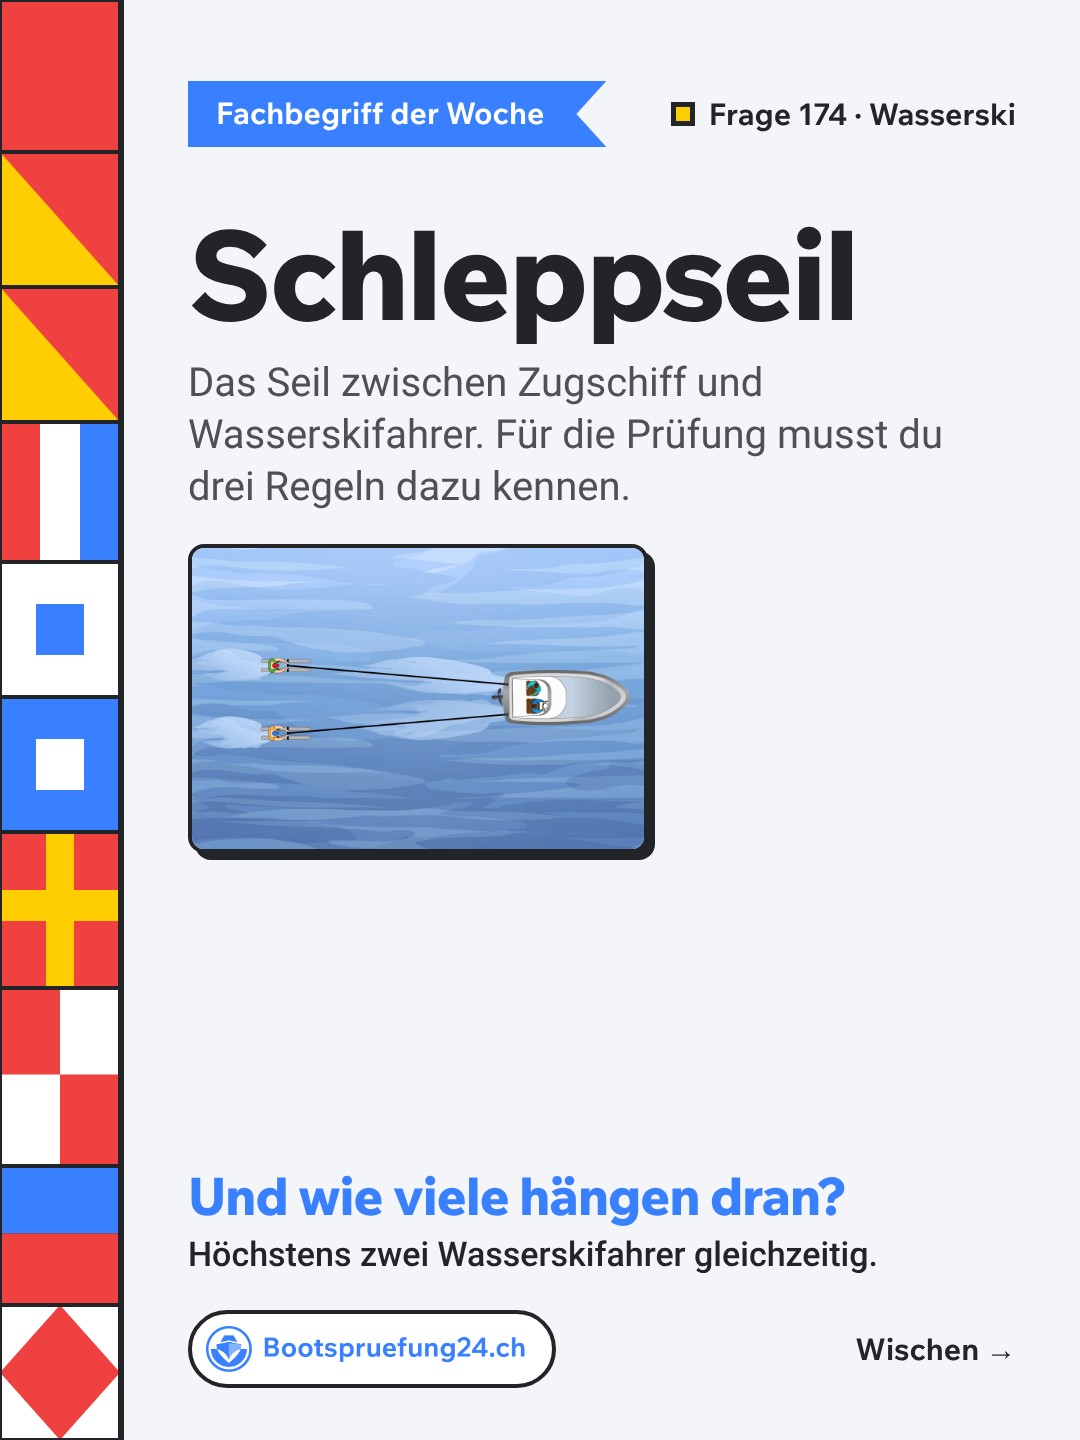 Fachbegriff der Woche
Frage 174 · Wasserski
Schleppseil
Das Seil zwischen Zugschiff und
Wasserskifahrer. Für die Prüfung musst du
drei Regeln dazu kennen.
Und wie viele hängen dran?
Höchstens zwei Wasserskifahrer gleichzeitig.
Bootspruefung24.ch
Wischen →